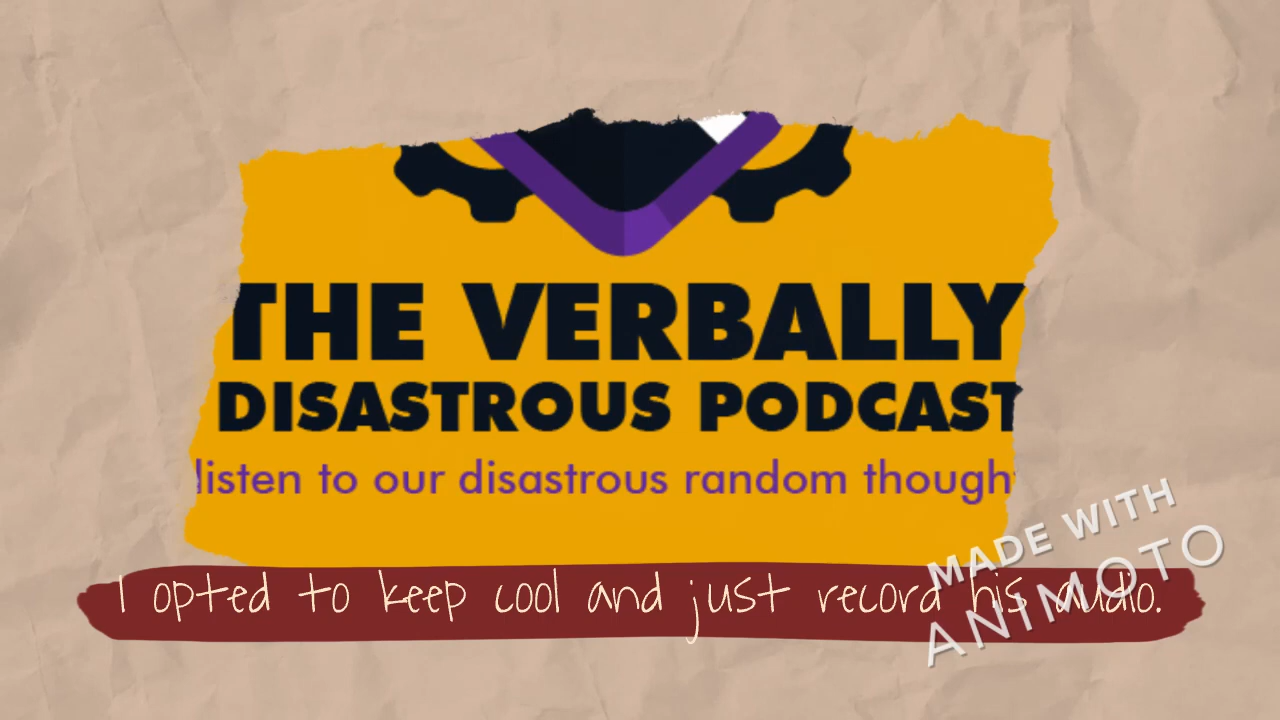 THE VERBALLY
DISASTROUS PODCAST
listen to our disastrous random though
I opted to keep cool and just record his audio.
MADE WITH
ANIMOTO